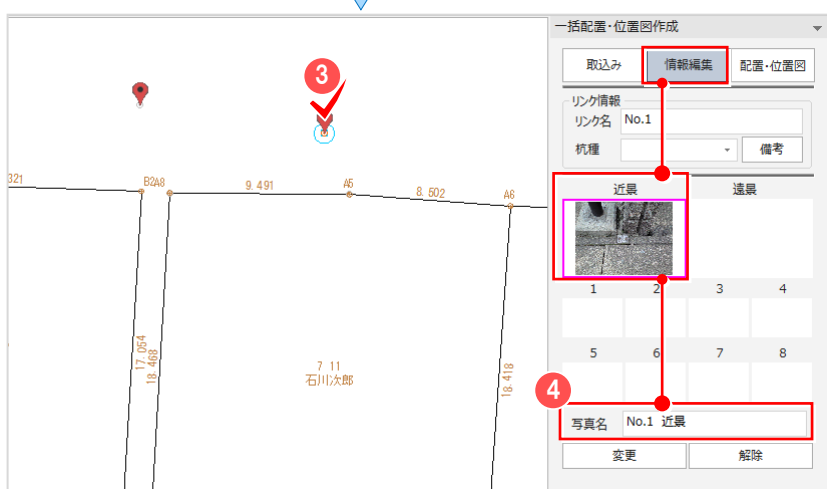 一括配置・位置図作成
取込み 情報編集 配置・位置図
3
リンク情報
リンク名 No.1
杭種 備考
321 B2A8 9.491 A5 8.502 A6
近景 遠景
1 2 3 4
17.054
18.468
5 6 7 8
7 11
石川次郎
18.418
4
写真名 No.1 近景
変更 解除